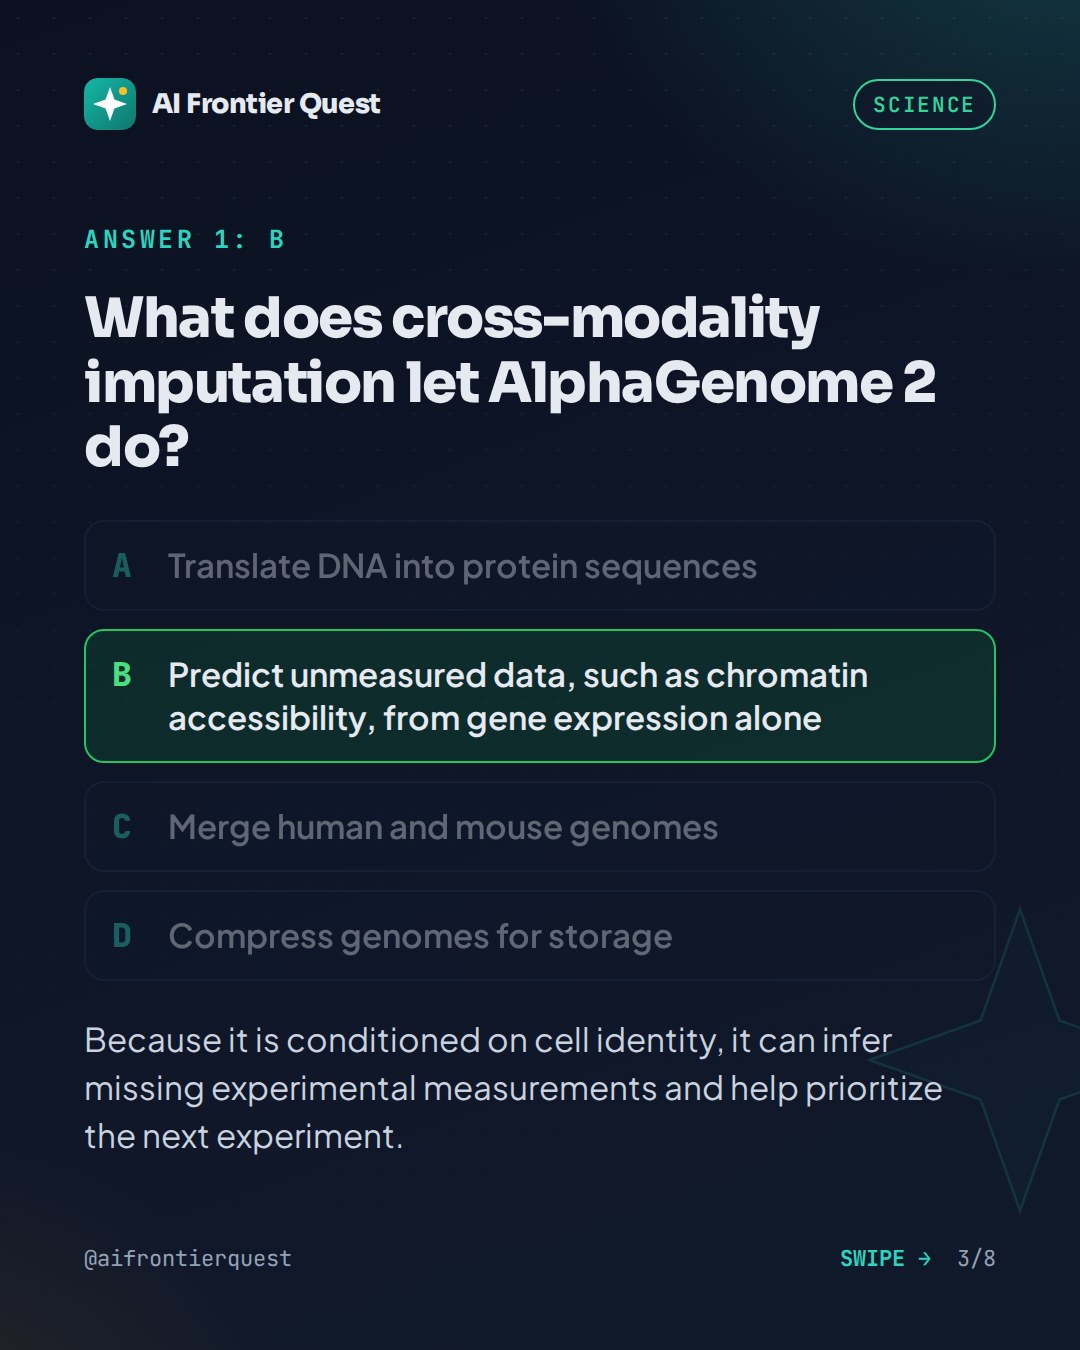 AI Frontier Quest
SCIENCE
ANSWER 1: B
What does cross-modality
imputation let AlphaGenome 2
do?
A Translate DNA into protein sequences
B Predict unmeasured data, such as chromatin
accessibility, from gene expression alone
C Merge human and mouse genomes
D Compress genomes for storage
Because it is conditioned on cell identity, it can infer
missing experimental measurements and help prioritize
the next experiment.
@aifrontierquest
SWIPE → 3/8